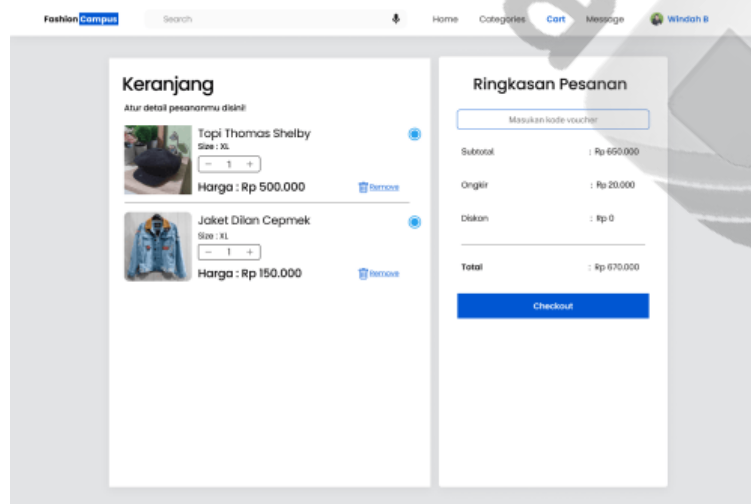 Fashion Campus
Search
Home Categories Cart Message Windah B
Keranjang
Atur detail pesananmu disini!
Topi Thomas Shelby
Size : XL
− 1 +
Harga : Rp 500.000
Remove
Jaket Dilan Cepmek
Size : XL
− 1 +
Harga : Rp 150.000
Remove
Ringkasan Pesanan
Masukan kode voucher
Subtotal : Rp 650.000
Ongkir : Rp 20.000
Diskon : Rp 0
Total : Rp 670.000
Checkout